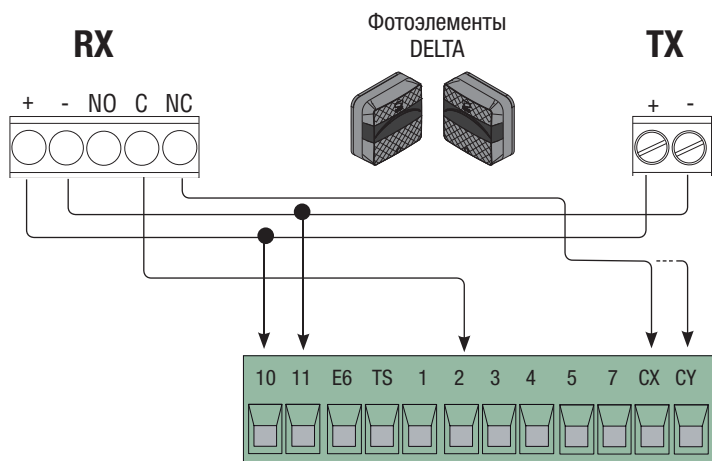 Фотоэлементы
DELTA
RX
TX
+ - NO C NC
+ -
10 11 E6 TS 1 2 3 4 5 7 CX CY